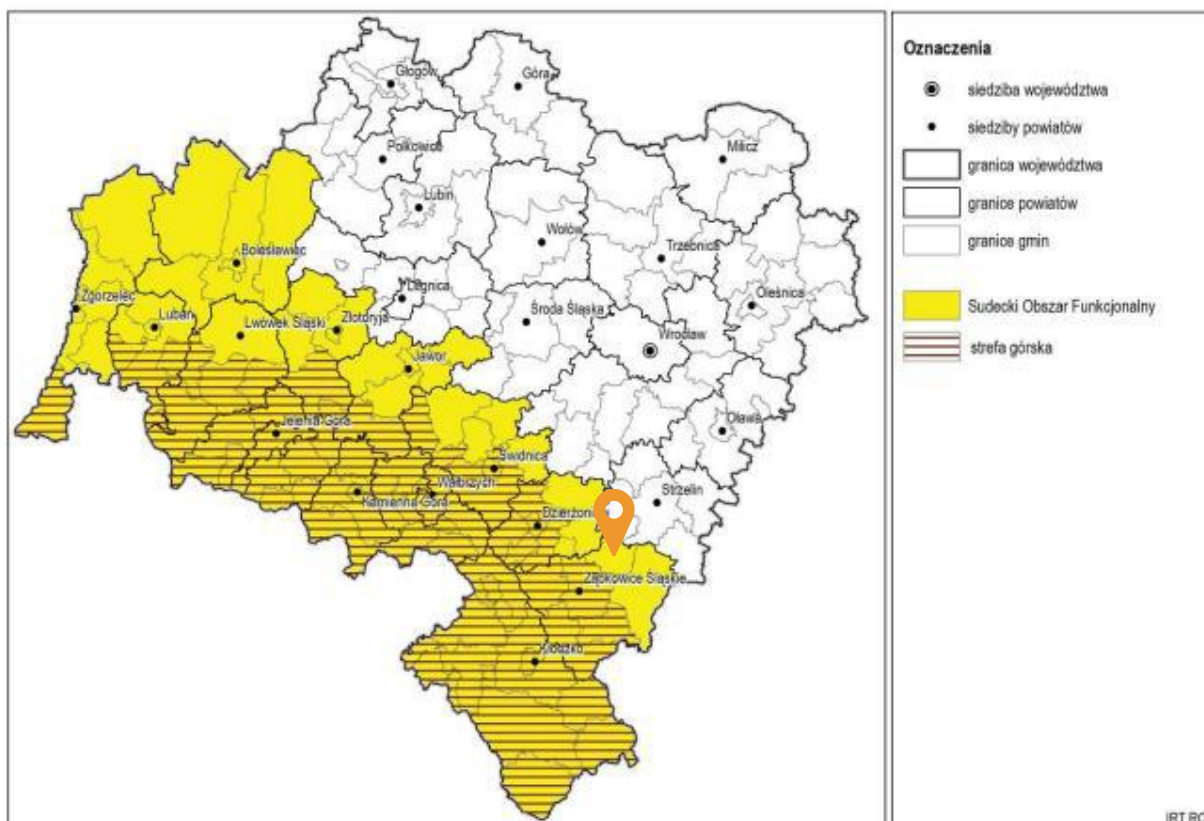 Głogów
Góra
Polkowice
Milicz
Lubin
Wołów
Trzebnica
Bolesławiec
Legnica
Oleśnica
Zgorzelec
Lubań
Lwówek Śląski
Złotoryja
Środa Śląska
Wrocław
Jawor
Jelenia Góra
Oława
Świdnica
Wałbrzych
Kamienna Góra
Strzelin
Ząbkowice Śląskie
Kłodzko
Oznaczenia
siedziba województwa
siedziby powiatów
granica województwa
granice powiatów
granice gmin
Sudecki Obszar Funkcjonalny
strefa górska